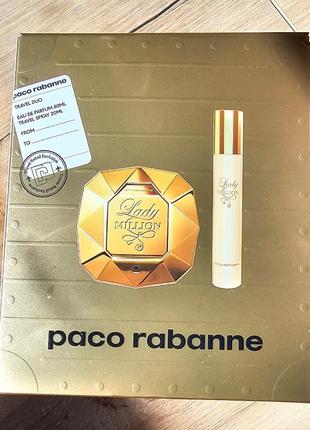 paco rabanne
TRAVEL DUO
EAU DE PARFUM 80ML
TRAVEL SPRAY 20ML
FROM
TO
Lady
MILLION
Lady
MILLION
paco rabanne